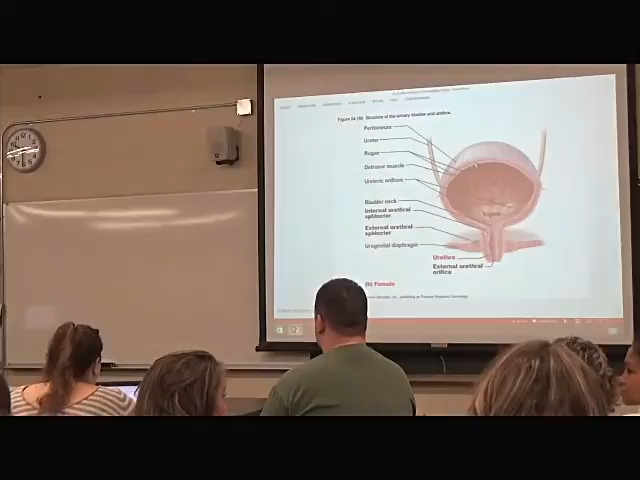 Figure 24.18b Structure of the urinary bladder and urethra.
Peritoneum
Ureter
Rugae
Detrusor muscle
Ureteric orifices
Bladder neck
Internal urethral
sphincter
External urethral
sphincter
Urogenital diaphragm
Trigone
Urethra
External urethral
orifice
(b) Female